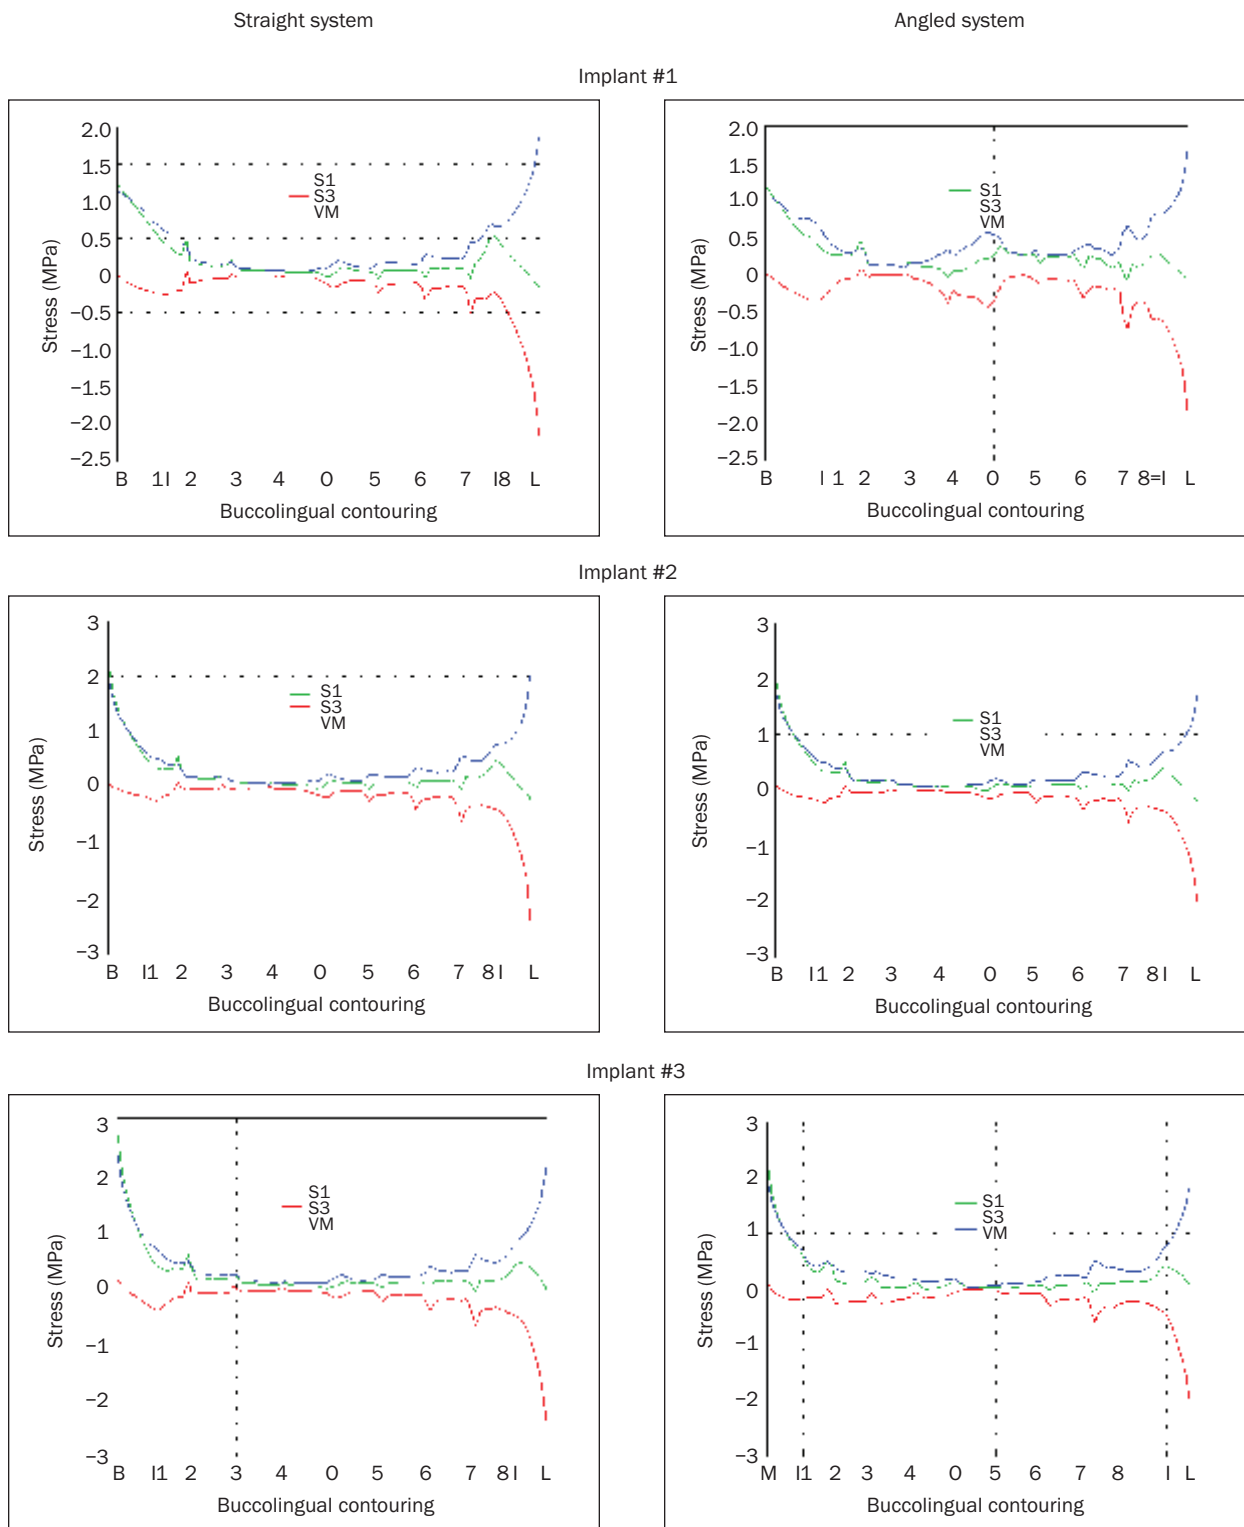 Straight system
Angled system
Implant #1
2.0
1.5
1.0
0.5
0
−0.5
−1.0
−1.5
−2.0
−2.5
Stress (MPa)
S1
S3
VM
B 1I 2 3 4 0 5 6 7 I8 L
Buccolingual contouring
2.0
1.5
1.0
0.5
0
−0.5
−1.0
−1.5
−2.0
−2.5
Stress (MPa)
S1
S3
VM
B I 1 2 3 4 0 5 6 7 8=I L
Buccolingual contouring
Implant #2
3
2
1
0
−1
−2
−3
Stress (MPa)
S1
S3
VM
B I1 2 3 4 0 5 6 7 8 I L
Buccolingual contouring
3
2
1
0
−1
−2
−3
Stress (MPa)
S1
S3
VM
B I1 2 3 4 0 5 6 7 8 I L
Buccolingual contouring
Implant #3
3
2
1
0
−1
−2
−3
Stress (MPa)
S1
S3
VM
B I1 2 3 4 0 5 6 7 8 I L
Buccolingual contouring
3
2
1
0
−1
−2
−3
Stress (MPa)
S1
S3
VM
M I1 2 3 4 0 5 6 7 8 I L
Buccolingual contouring